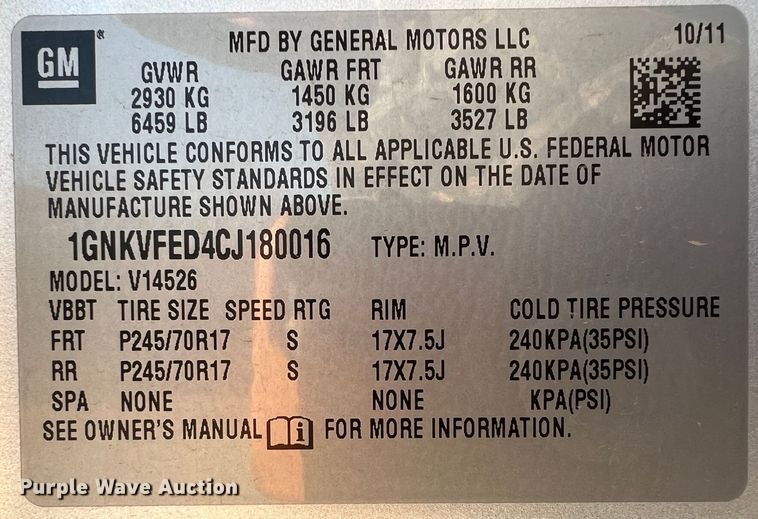 GM®
MFD BY GENERAL MOTORS LLC 10/11
GVWR GAWR FRT GAWR RR
2930 KG 1450 KG 1600 KG
6459 LB 3196 LB 3527 LB
THIS VEHICLE CONFORMS TO ALL APPLICABLE U.S. FEDERAL MOTOR
VEHICLE SAFETY STANDARDS IN EFFECT ON THE DATE OF
MANUFACTURE SHOWN ABOVE.
1GNKVFED4CJ180016 TYPE: M.P.V.
MODEL: V14526
VBBT TIRE SIZE SPEED RTG RIM COLD TIRE PRESSURE
FRT P245/70R17 S 17X7.5J 240KPA(35PSI)
RR P245/70R17 S 17X7.5J 240KPA(35PSI)
SPA NONE NONE KPA(PSI)
SEE OWNER'S MANUAL i FOR MORE INFORMATION.
Purple Wave Auction